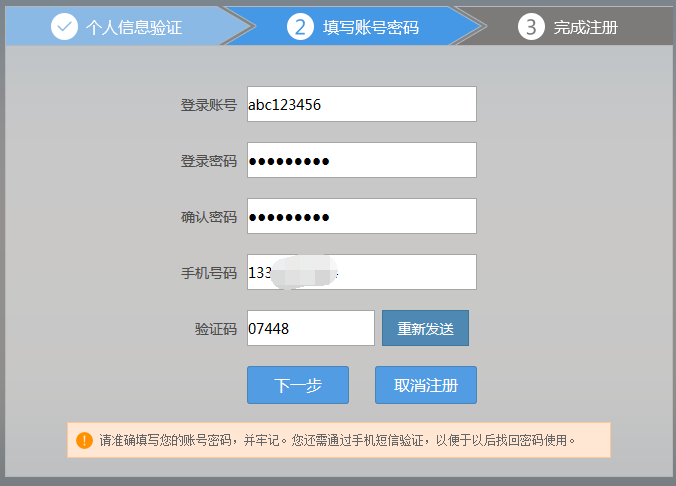 个人信息验证
2 填写账号密码
3 完成注册
登录账号 abc123456
登录密码 ●●●●●●●●●
确认密码 ●●●●●●●●●
手机号码 133
验证码 07448 重新发送
下一步 取消注册
请准确填写您的账号密码，并牢记。您还需通过手机短信验证，以便于以后找回密码使用。